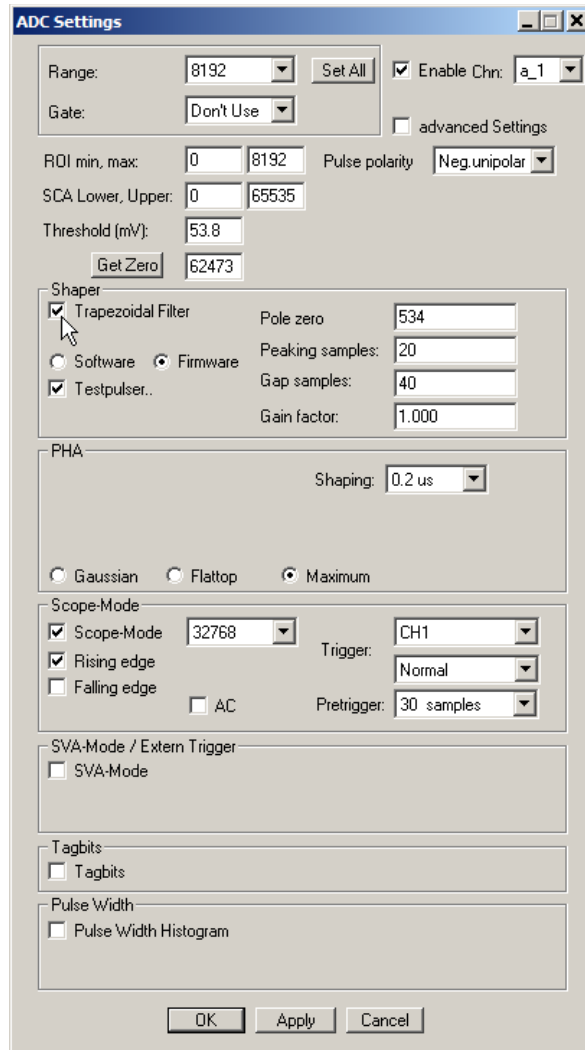 ADC Settings
Range: 8192 Set All Enable Chn: a_1
Gate: Don't Use
advanced Settings
ROI min, max: 0 8192 Pulse polarity Neg.unipolar
SCA Lower, Upper: 0 65535
Threshold (mV): 53.8
Get Zero 62473
Shaper
Trapezoidal Filter Pole zero 534
Software Firmware Peaking samples: 20
Testpulser.. Gap samples: 40
Gain factor: 1.000
PHA
Shaping: 0.2 us
Gaussian Flattop Maximum
Scope-Mode
Scope-Mode 32768 Trigger: CH1
Rising edge Normal
Falling edge
AC Pretrigger: 30 samples
SVA-Mode / Extern Trigger
SVA-Mode
Tagbits
Tagbits
Pulse Width
Pulse Width Histogram
OK Apply Cancel